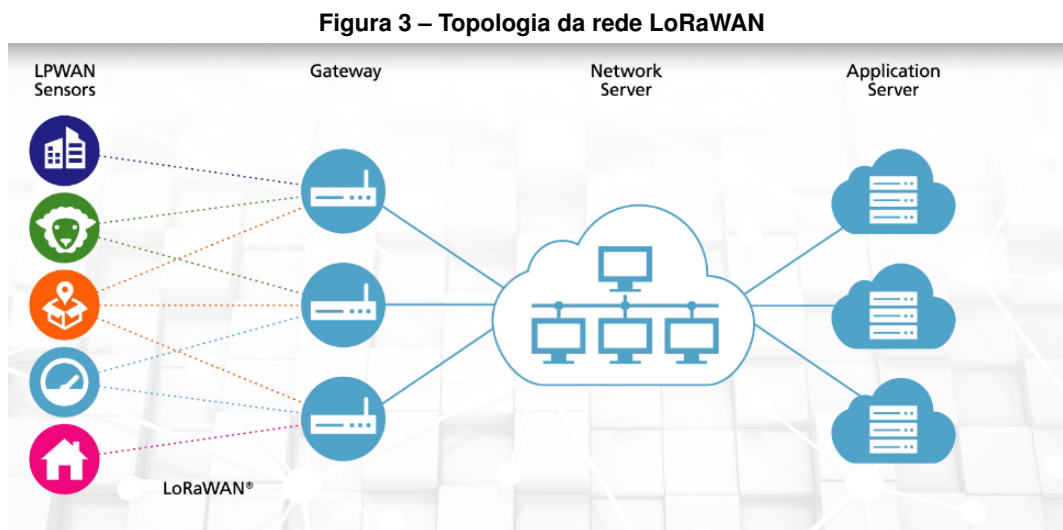 Figura 3 – Topologia da rede LoRaWAN
LPWAN
Sensors
Gateway
Network
Server
Application
Server
LoRaWAN®